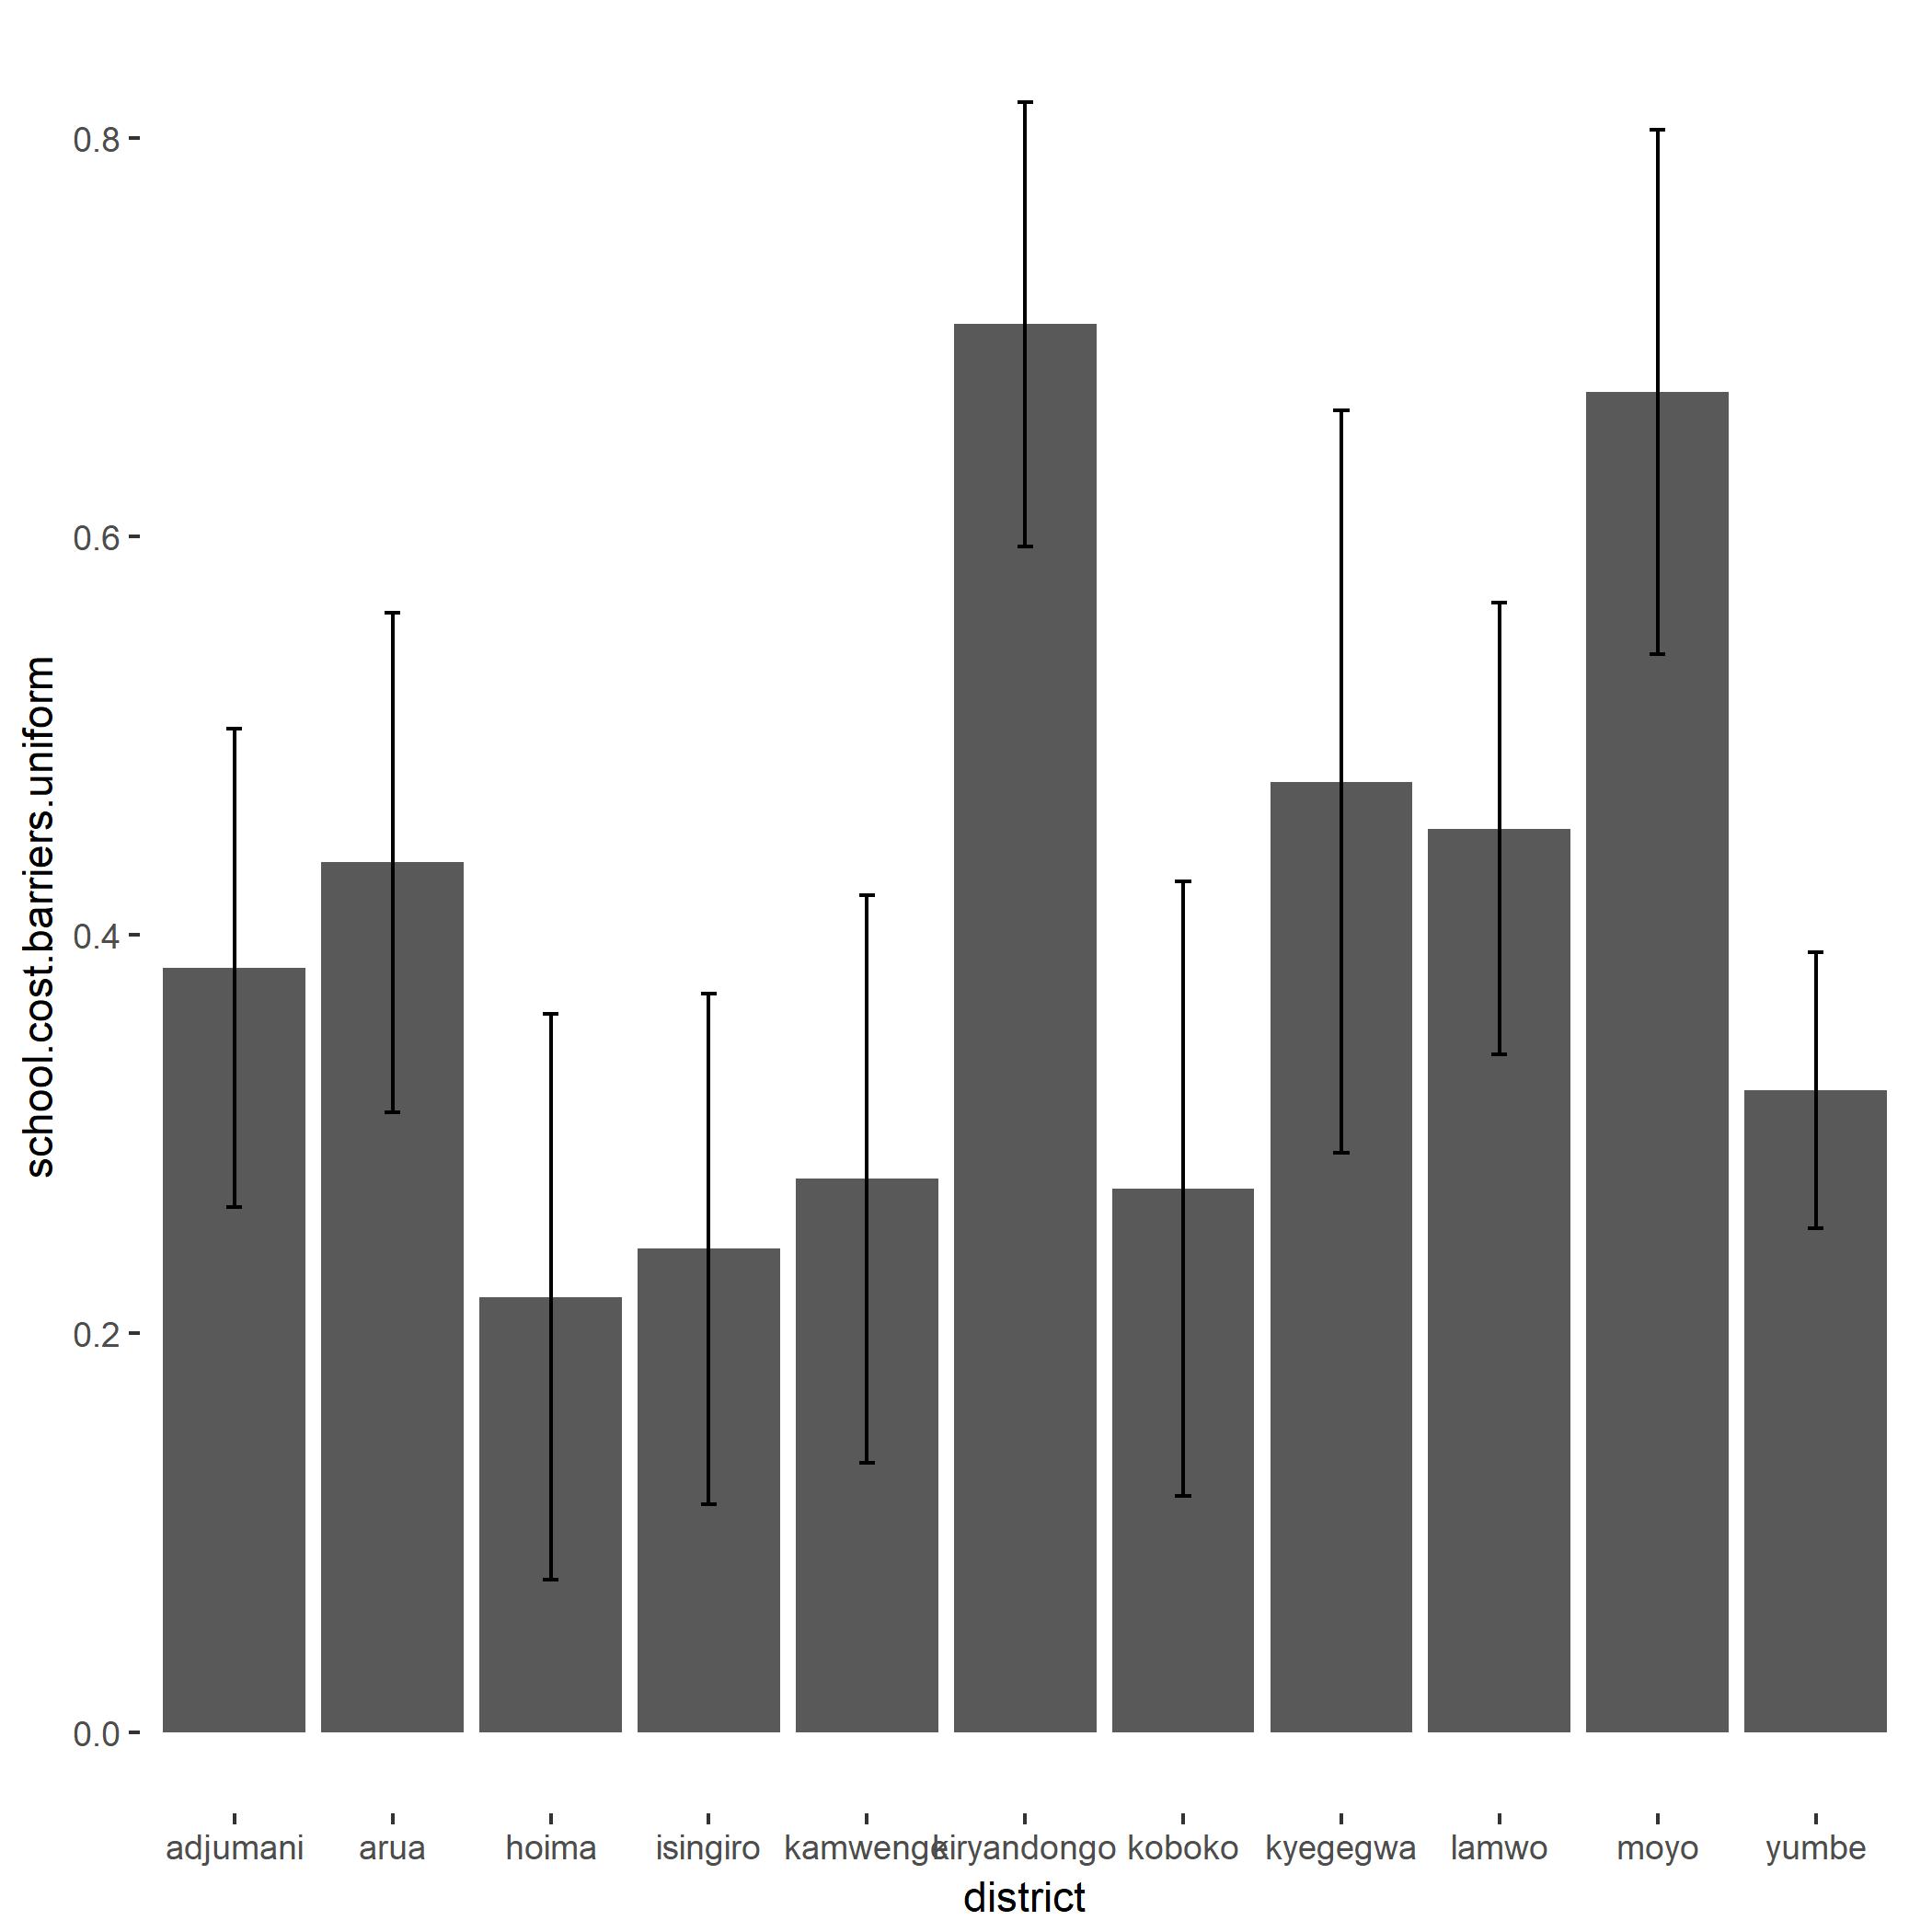 school.cost.barriers.uniform
0.8
0.6
0.4
0.2
0.0
adjumani arua hoima isingiro kamwenge kiryandongo koboko kyegegwa lamwo moyo yumbe
district